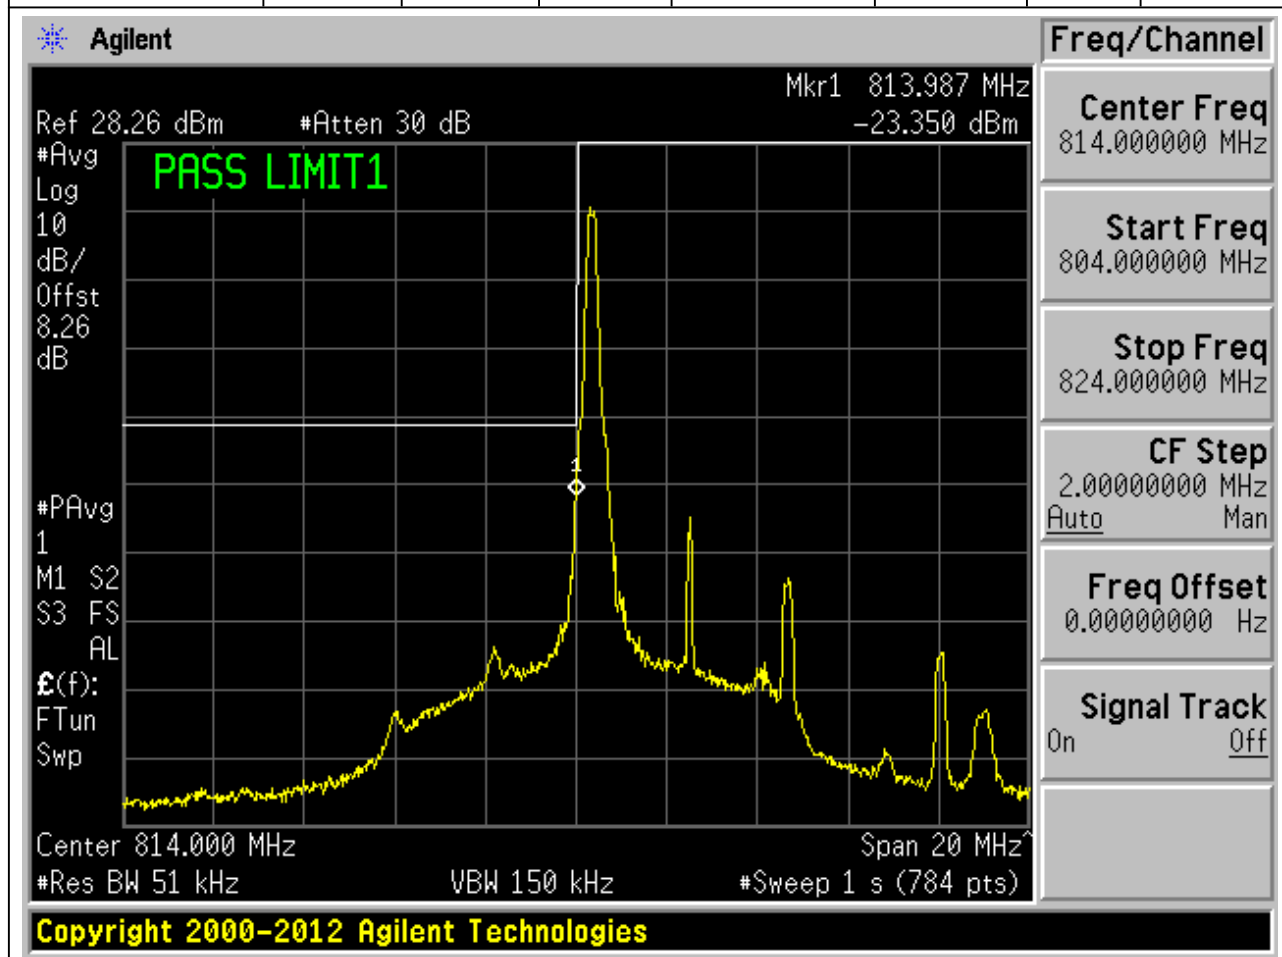 Agilent
Freq/Channel
Mkr1 813.987 MHz
Ref 28.26 dBm #Atten 30 dB −23.350 dBm
#Avg
Log
10
dB/
Offst
8.26
dB
PASS LIMIT1
1
#PAvg
1
M1 S2
S3 FS
AL
£(f):
FTun
Swp
Center 814.000 MHz Span 20 MHz^
#Res BW 51 kHz VBW 150 kHz #Sweep 1 s (784 pts)
Center Freq
814.000000 MHz
Start Freq
804.000000 MHz
Stop Freq
824.000000 MHz
CF Step
2.00000000 MHz
Auto Man
Freq Offset
0.00000000 Hz
Signal Track
On Off
Copyright 2000–2012 Agilent Technologies